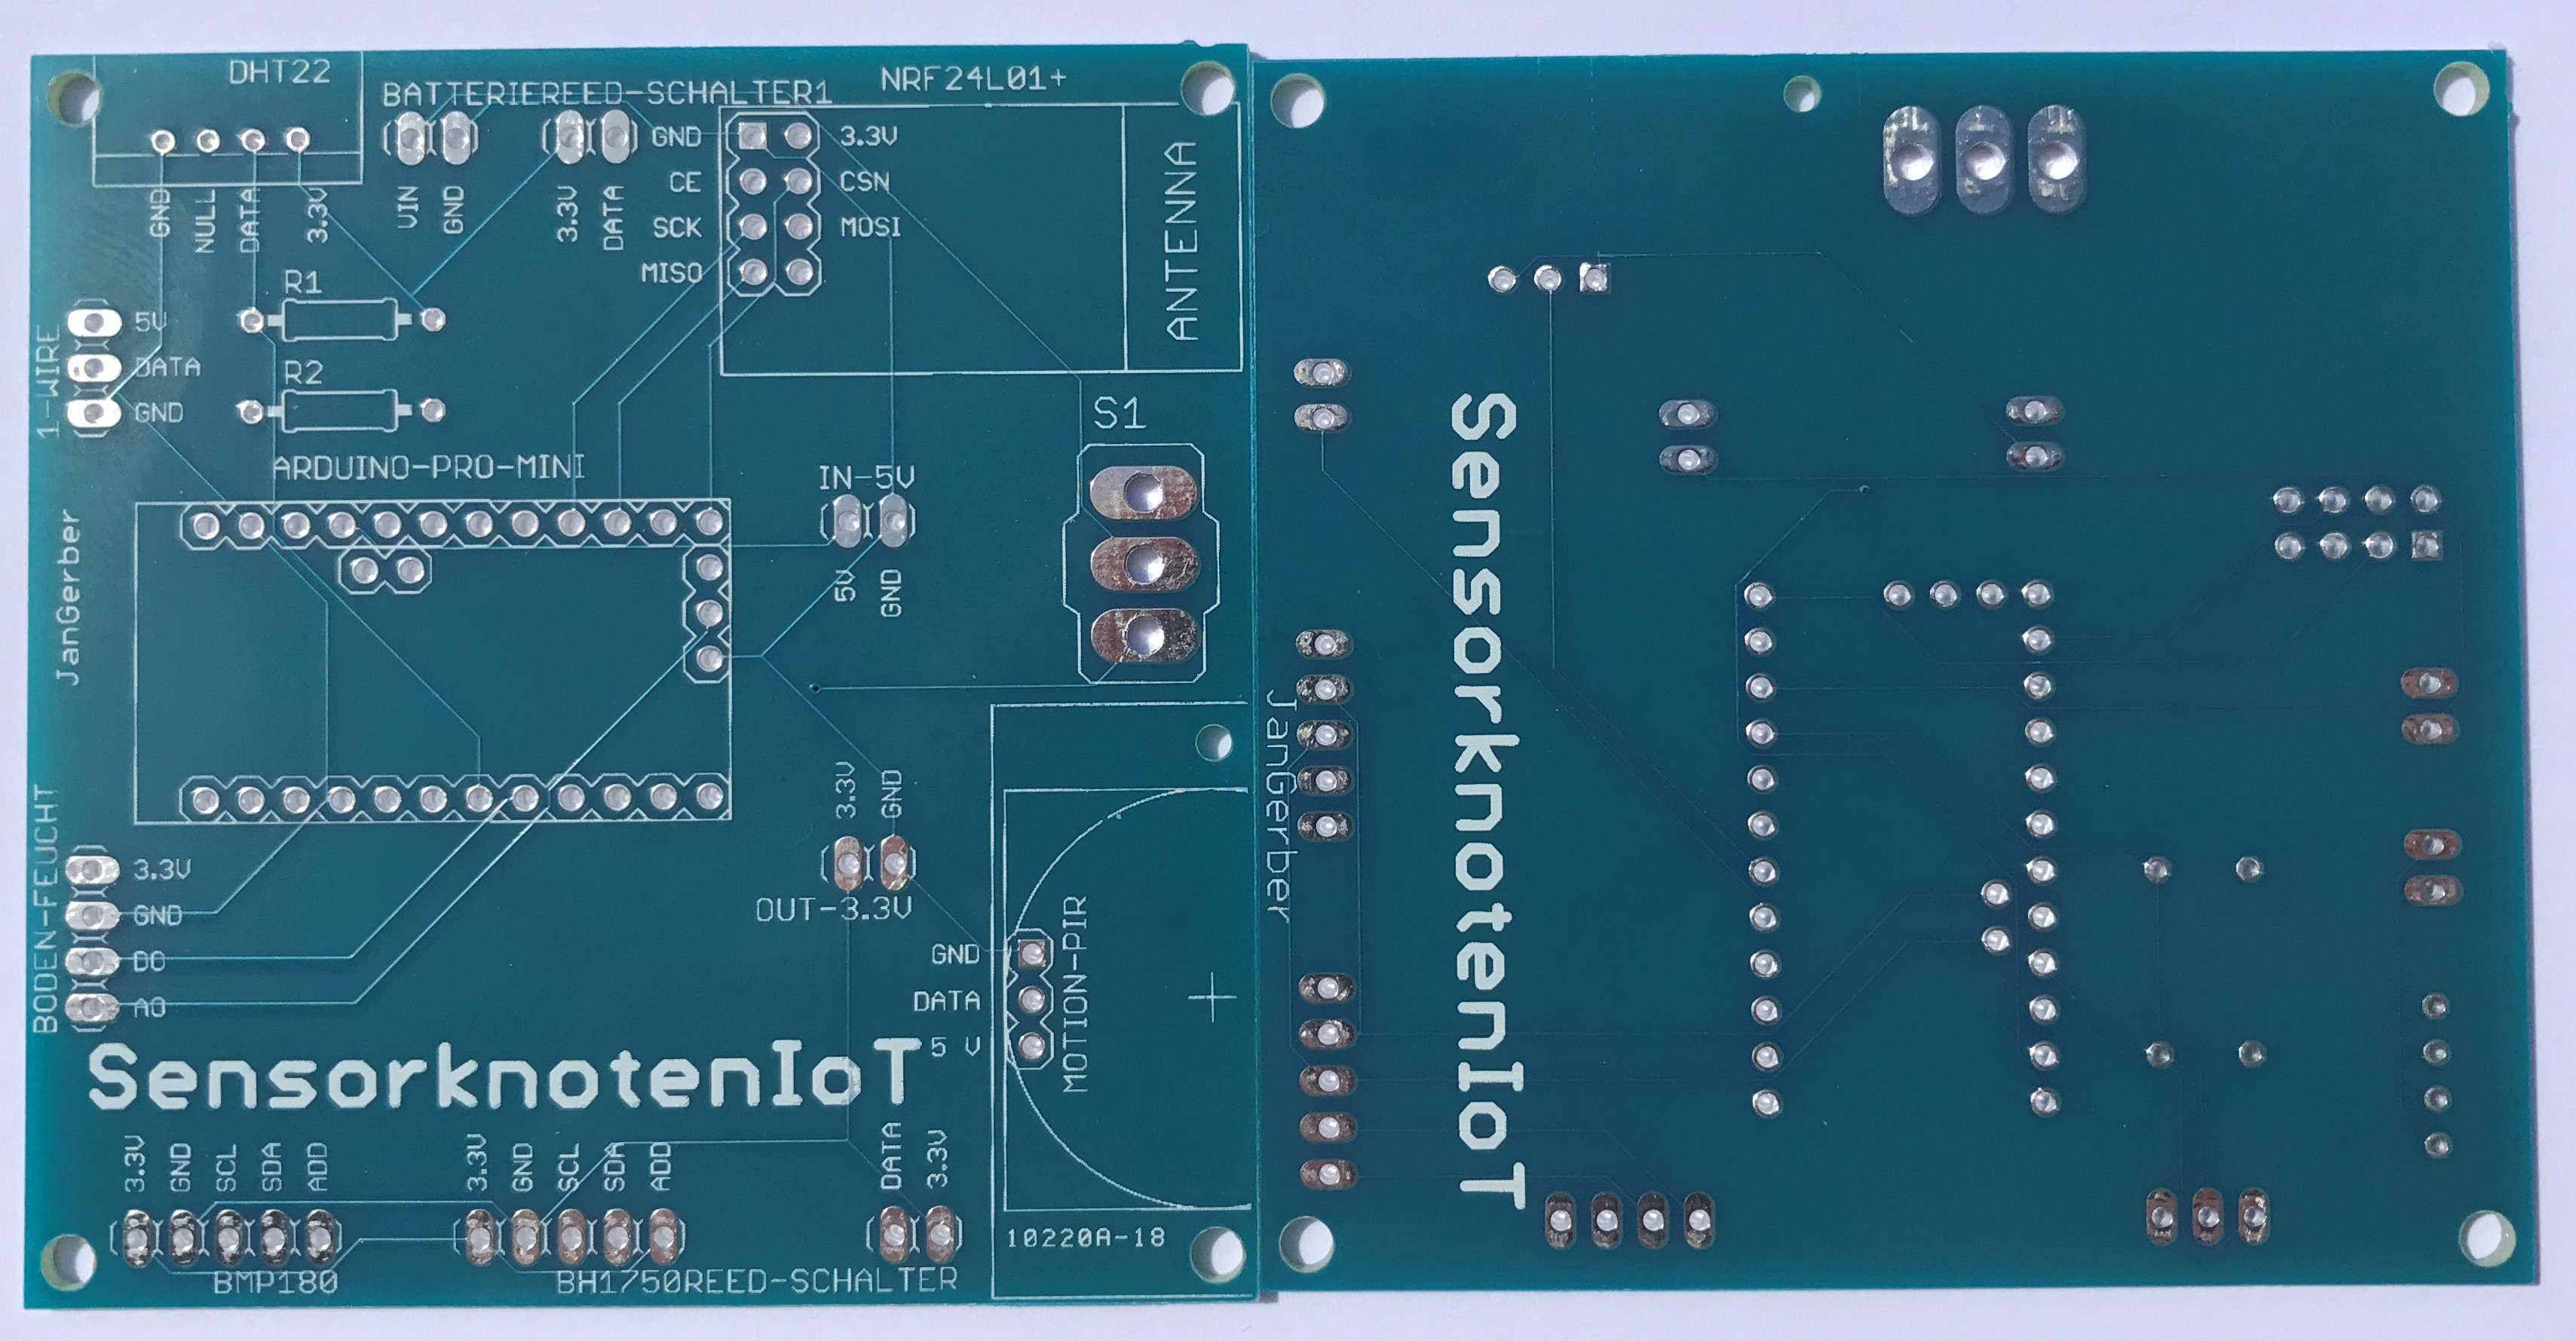 DHT22
BATTERIEREED-SCHALTER1
NRF24L01+
GND
NULL
DATA
3.3V
VIN
GND
3.3V
DATA
GND
3.3V
CE
CSN
SCK
MOSI
MISO
ANTENNA
R1
1-WIRE
5V
DATA
GND
R2
S1
ARDUINO-PRO-MINI
IN-5V
5V
GND
JanGerber
3.3V
GND
OUT-3.3V
BODEN-FEUCHT
3.3V
GND
D0
A0
GND
DATA
5 V
MOTION-PIR
SensorknotenIoT
3.3V
GND
SCL
SDA
ADD
3.3V
GND
SCL
SDA
ADD
DATA
3.3V
10220A-18
BMP180
BH1750REED-SCHALTER
JanGerber
SensorknotenIoT